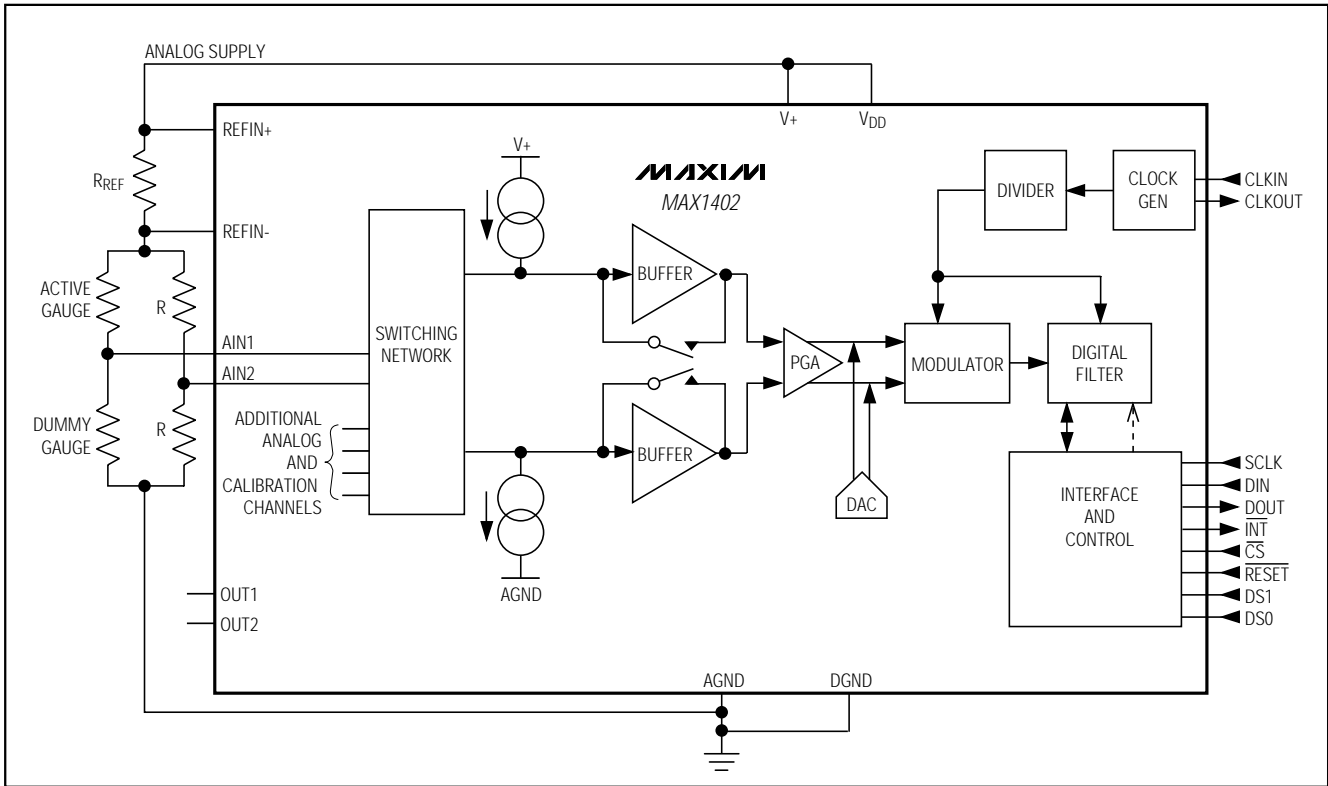 ANALOG SUPPLY
V+
VDD
REFIN+
RREF
REFIN-
V+
MAXIM
MAX1402
DIVIDER
CLOCK
GEN
CLKIN
CLKOUT
ACTIVE
GAUGE
R
BUFFER
SWITCHING
NETWORK
AIN1
AIN2
PGA
MODULATOR
DIGITAL
FILTER
DUMMY
GAUGE
R
ADDITIONAL
ANALOG
AND
CALIBRATION
CHANNELS
BUFFER
DAC
INTERFACE
AND
CONTROL
SCLK
DIN
DOUT
INT
CS
RESET
DS1
DS0
AGND
OUT1
OUT2
AGND
DGND